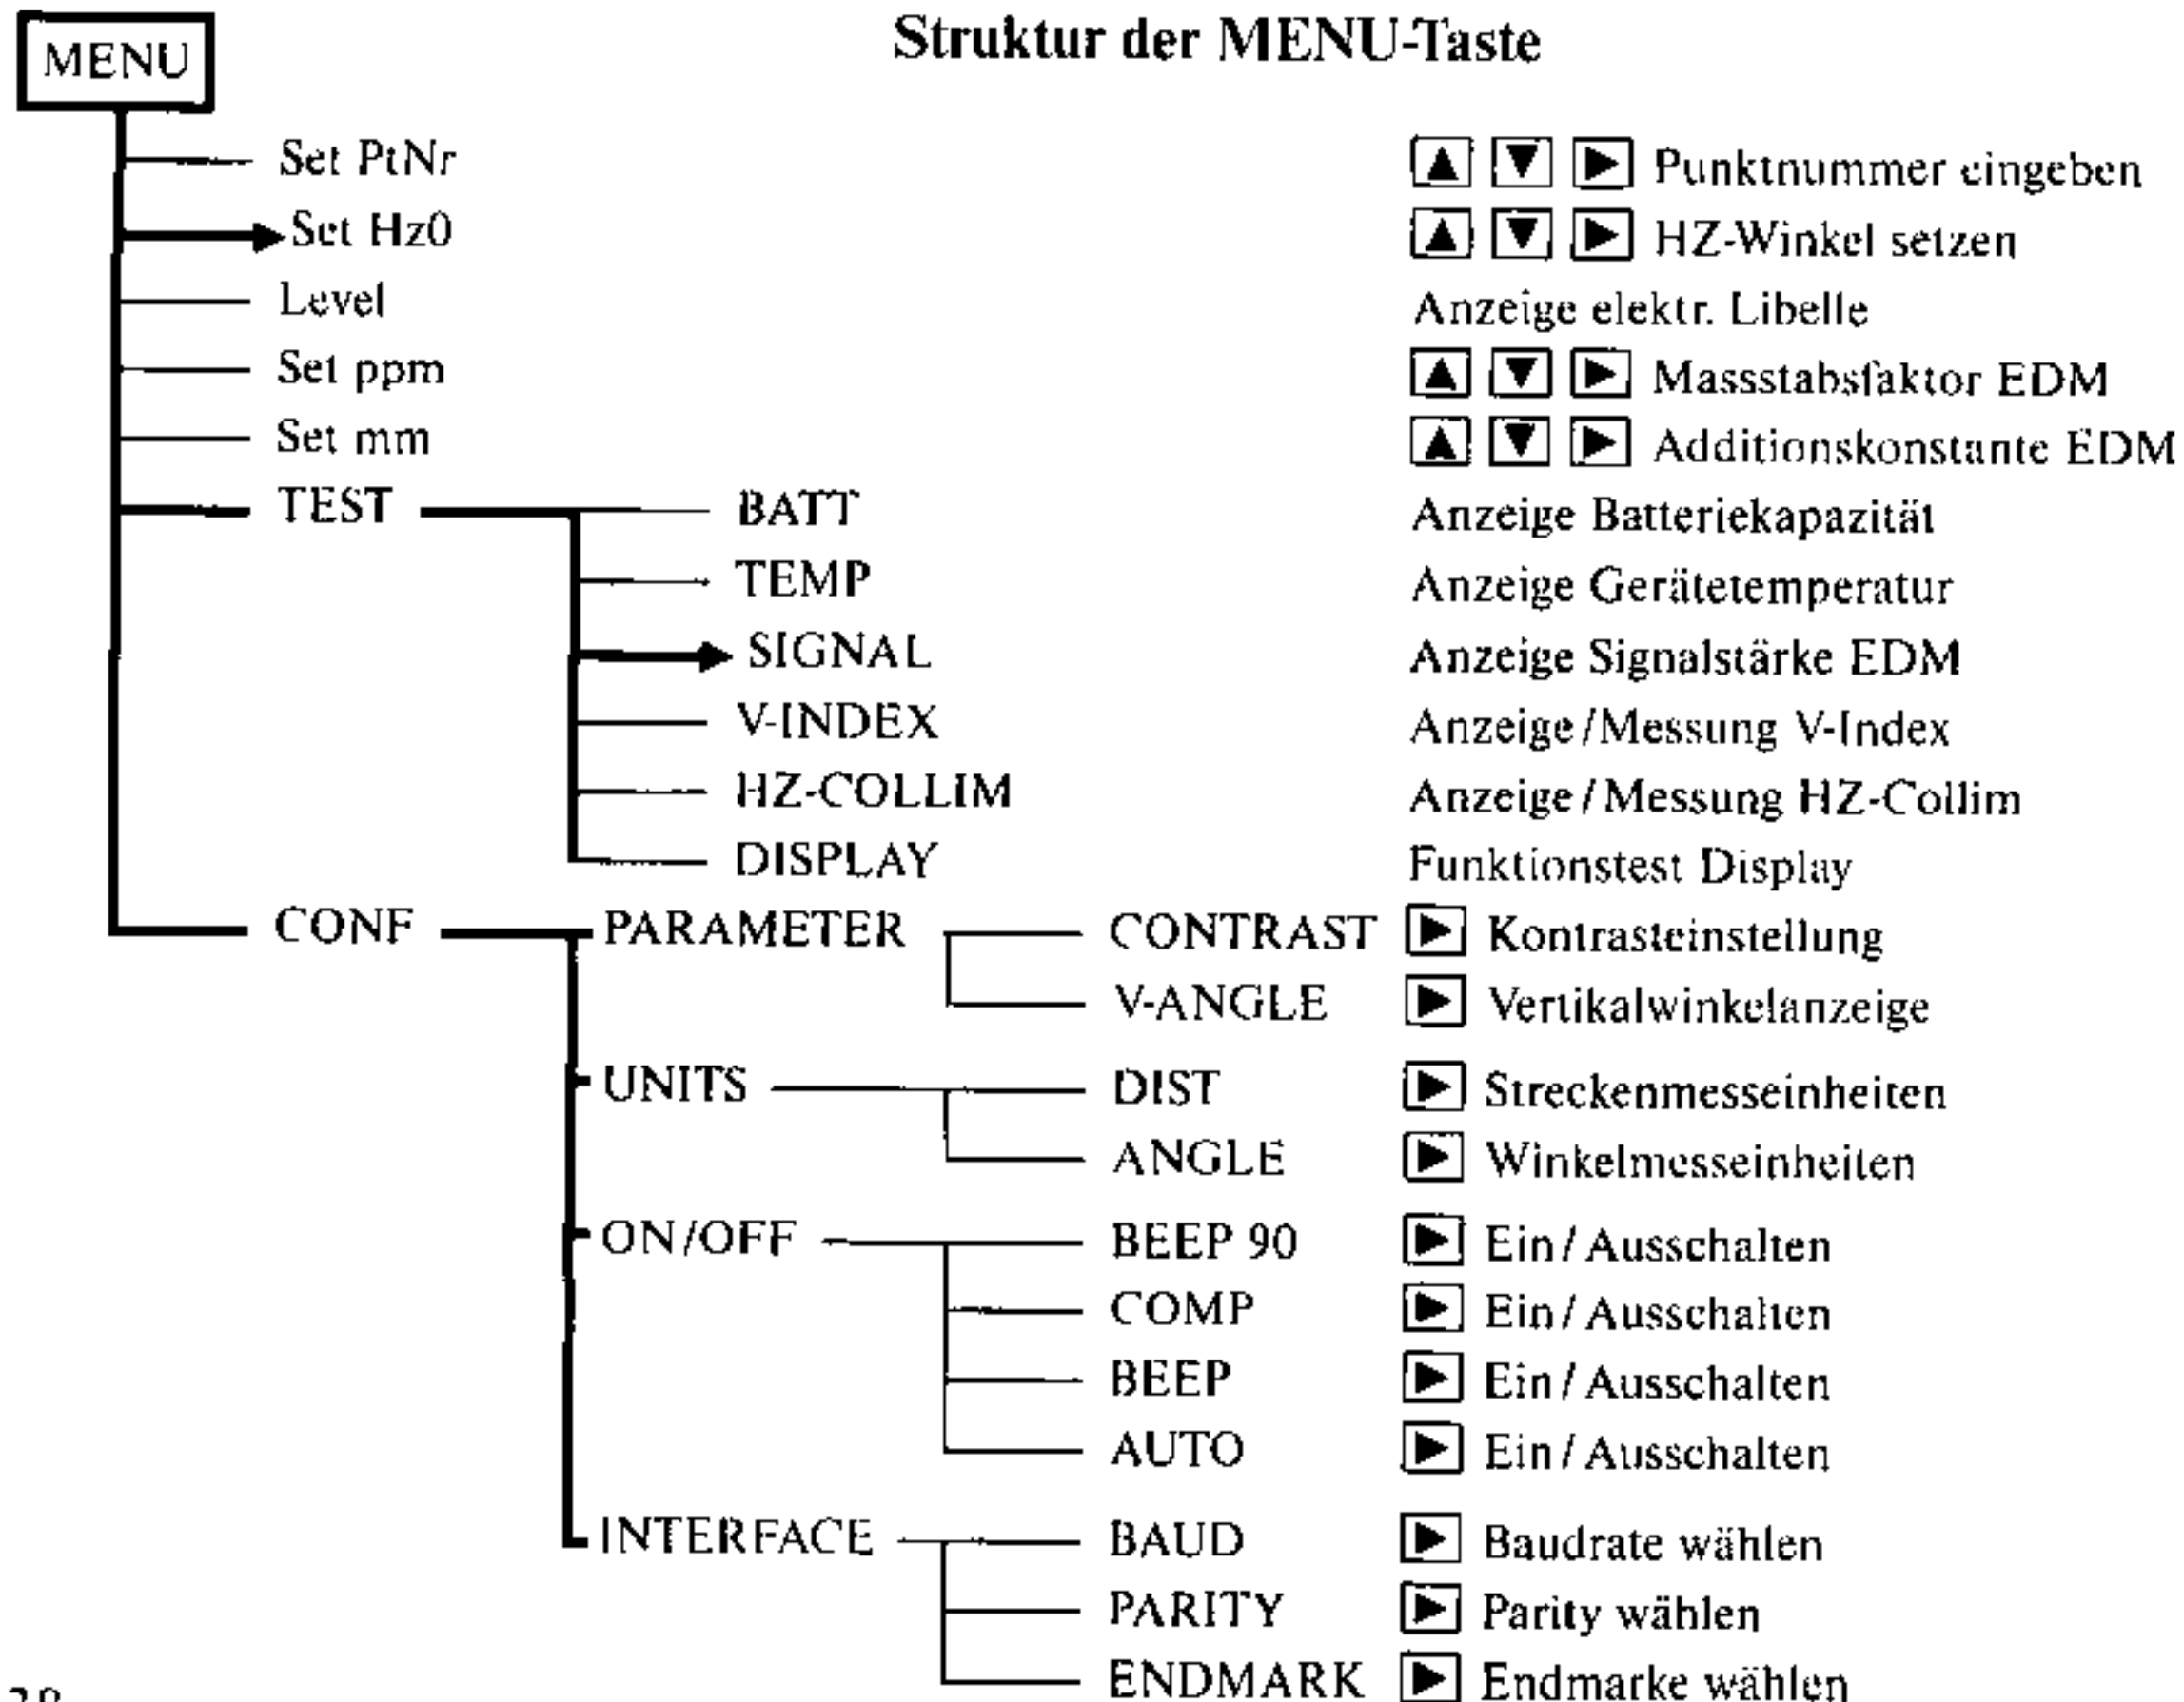 Struktur der MENU-Taste
MENU
Set PtNr ▲ ▼ ▶ Punktnummer eingeben
Set Hz0 ▲ ▼ ▶ HZ-Winkel setzen
Level Anzeige elektr. Libelle
Set ppm ▲ ▼ ▶ Massstabsfaktor EDM
Set mm ▲ ▼ ▶ Additionskonstante EDM
TEST BATT Anzeige Batteriekapazität
TEMP Anzeige Gerätetemperatur
SIGNAL Anzeige Signalstärke EDM
V-INDEX Anzeige/Messung V-Index
HZ-COLLIM Anzeige/Messung HZ-Collim
DISPLAY Funktionstest Display
CONF PARAMETER CONTRAST ▶ Kontrasteinstellung
V-ANGLE ▶ Vertikalwinkelanzeige
UNITS DIST ▶ Streckenmesseinheiten
ANGLE ▶ Winkelmesseinheiten
ON/OFF BEEP 90 ▶ Ein/Ausschalten
COMP ▶ Ein/Ausschalten
BEEP ▶ Ein/Ausschalten
AUTO ▶ Ein/Ausschalten
INTERFACE BAUD ▶ Baudrate wählen
PARITY ▶ Parity wählen
ENDMARK ▶ Endmarke wählen